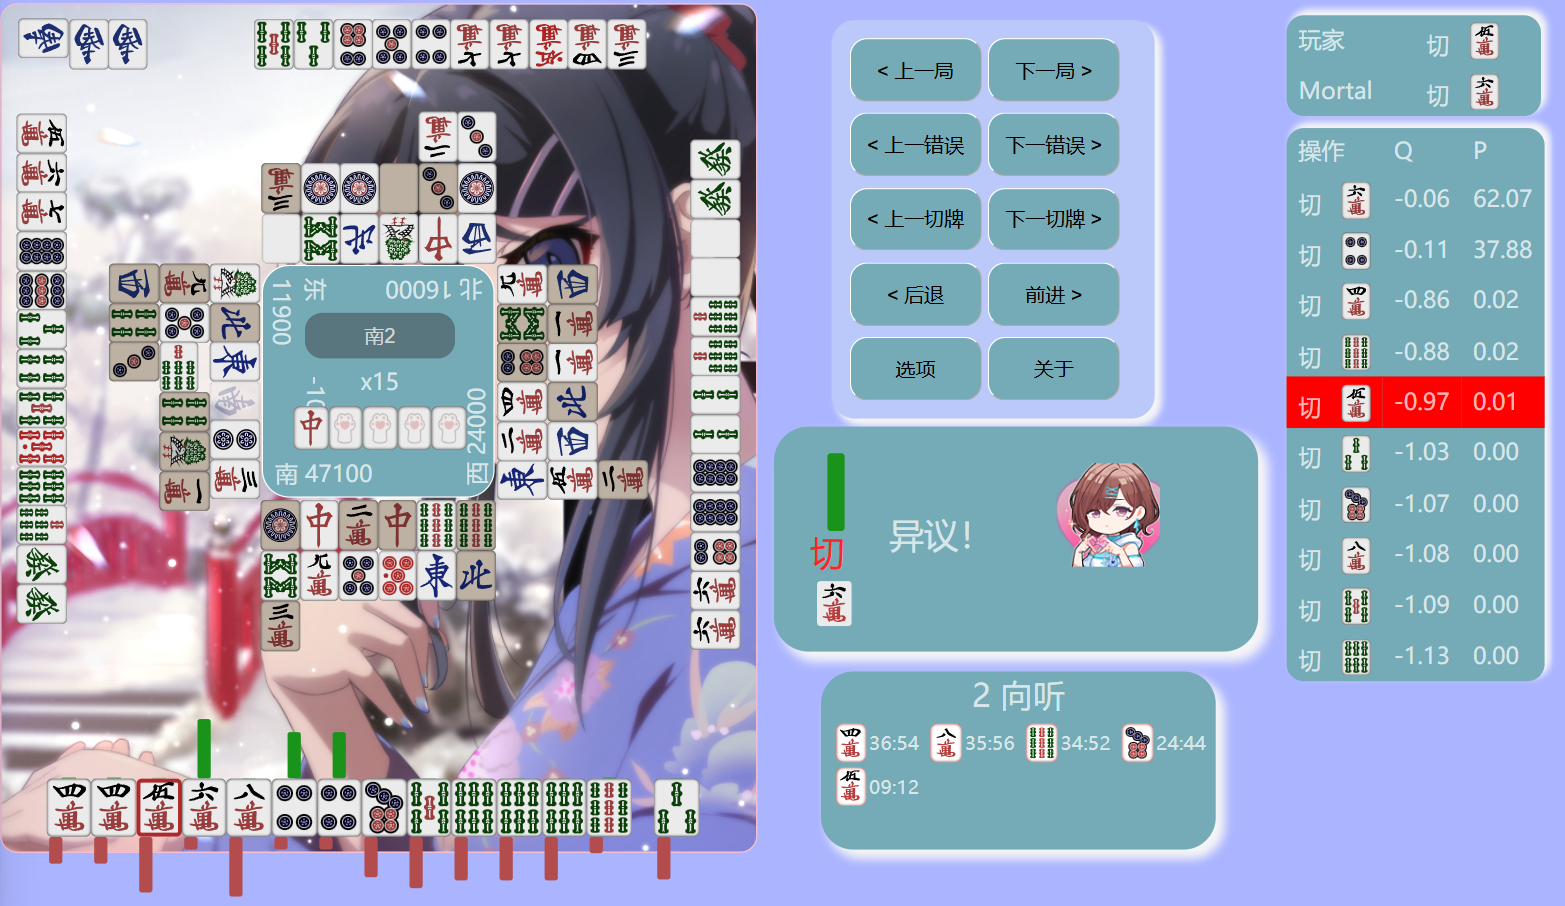 东 11900
北 16000
南2
x15
-10
南 47100
西 24000
< 上一局
下一局 >
< 上一错误
下一错误 >
< 上一切牌
下一切牌 >
< 后退
前进 >
选项
关于
异议！
切
2 向听
36:54
35:56
34:52
24:44
09:12
玩家 切
Mortal 切
操作 Q P
切 -0.06 62.07
切 -0.11 37.88
切 -0.86 0.02
切 -0.88 0.02
切 -0.97 0.01
切 -1.03 0.00
切 -1.07 0.00
切 -1.08 0.00
切 -1.09 0.00
切 -1.13 0.00